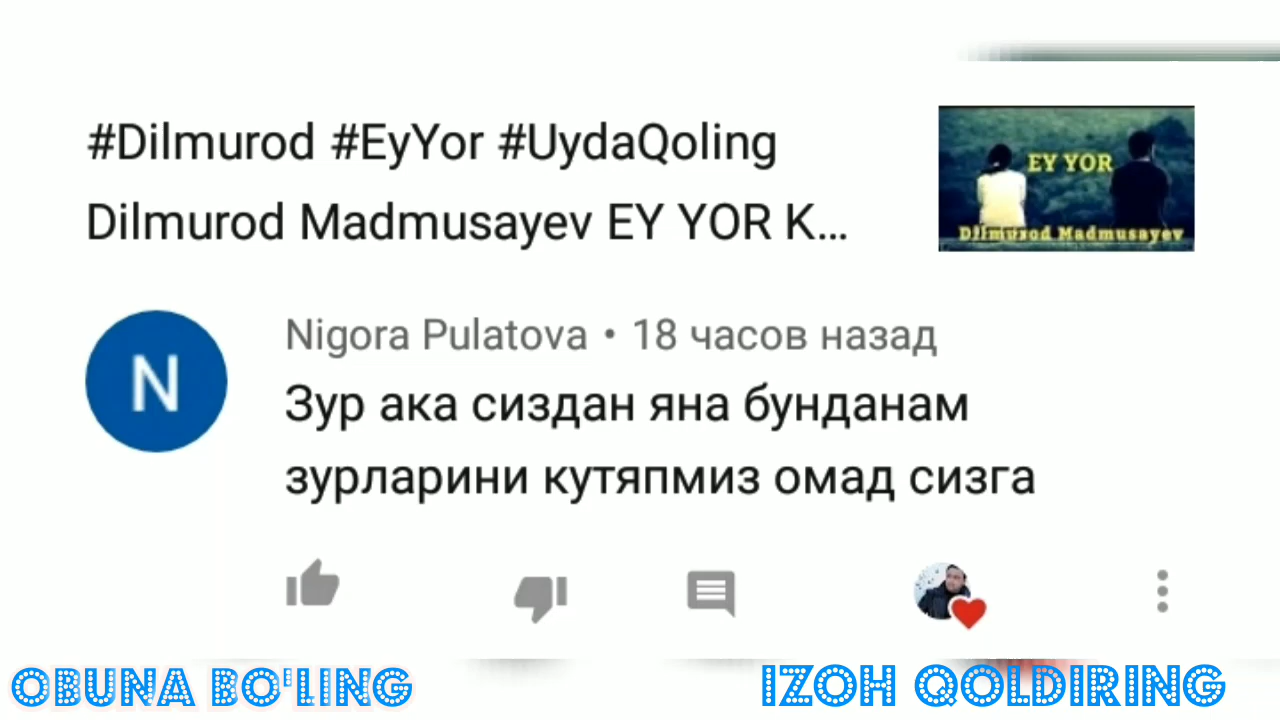 #Dilmurod #EyYor #UydaQoling
Dilmurod Madmusayev EY YOR K...
EY YOR
Dilmurod Madmusayev
N
Nigora Pulatova • 18 часов назад
Зур ака сиздан яна бунданам
зурларини кутяпмиз омад сизга
OBUNA BO'LING
IZOH QOLDIRING